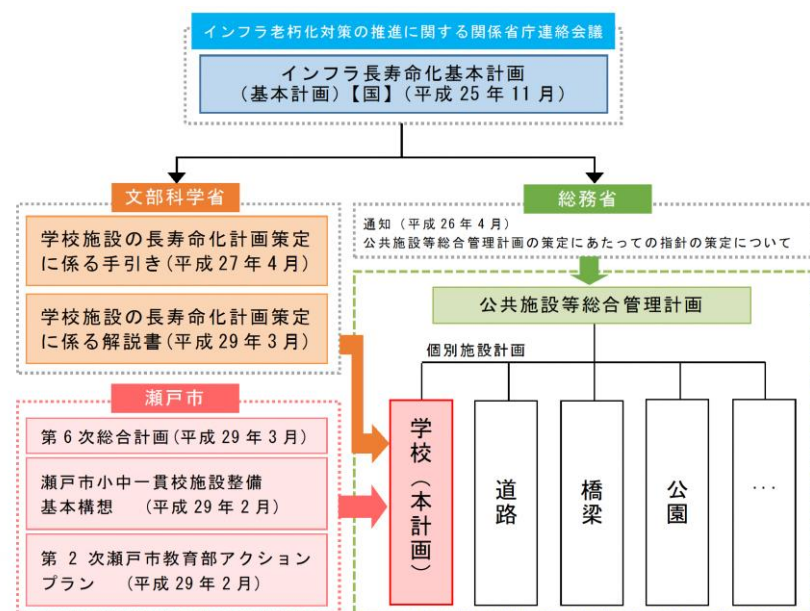 インフラ老朽化対策の推進に関する関係省庁連絡会議
インフラ長寿命化基本計画
(基本計画)【国】(平成25年11月)
文部科学省
学校施設の長寿命化計画策定
に係る手引き(平成27年4月)
学校施設の長寿命化計画策定
に係る解説書(平成29年3月)
総務省
通知(平成26年4月)
公共施設等総合管理計画の策定にあたっての指針の策定について
公共施設等総合管理計画
個別施設計画
瀬戸市
第6次総合計画(平成29年3月)
瀬戸市小中一貫校施設整備
基本構想 (平成29年2月)
第2次瀬戸市教育部アクション
プラン (平成29年2月)
学校(本計画)
道路
橋梁
公園
...